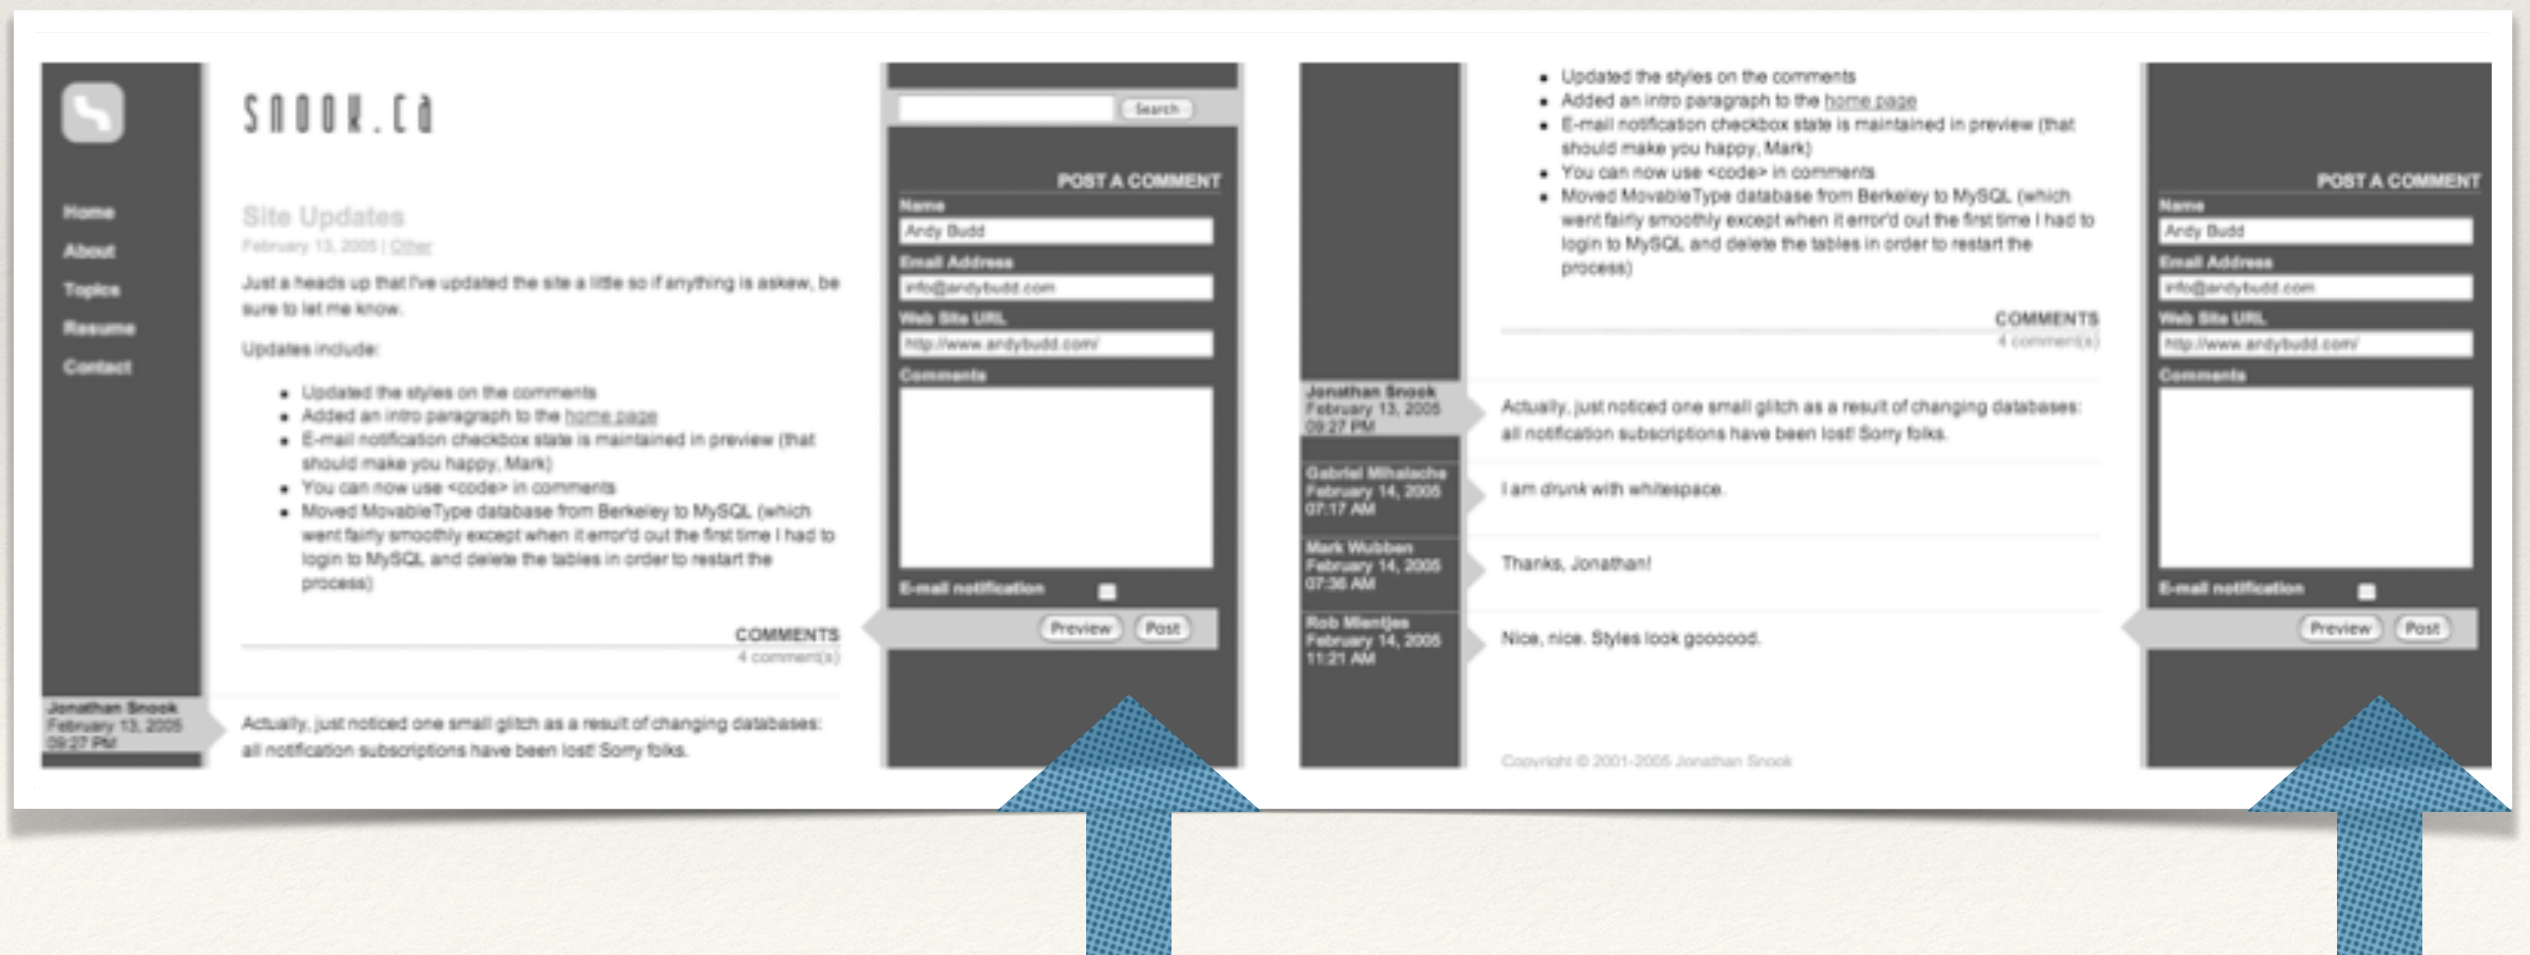 snook.ca
Home
About
Topics
Resume
Contact
Site Updates
February 13, 2005 | Other
Just a heads up that I've updated the site a little so if anything is askew, be
sure to let me know.
Updates include:
Updated the styles on the comments
Added an intro paragraph to the home page
E-mail notification checkbox state is maintained in preview (that
should make you happy, Mark)
You can now use <code> in comments
Moved MovableType database from Berkeley to MySQL (which
went fairly smoothly except when it error'd out the first time I had to
login to MySQL and delete the tables in order to restart the
process)
COMMENTS
4 comment(s)
Jonathan Snook
February 13, 2005
09:27 PM
Actually, just noticed one small glitch as a result of changing databases:
all notification subscriptions have been lost! Sorry folks.
Search
POST A COMMENT
Name
Andy Budd
Email Address
info@andybudd.com
Web Site URL
http://www.andybudd.com/
Comments
E-mail notification
Preview
Post
Updated the styles on the comments
Added an intro paragraph to the home page
E-mail notification checkbox state is maintained in preview (that
should make you happy, Mark)
You can now use <code> in comments
Moved MovableType database from Berkeley to MySQL (which
went fairly smoothly except when it error'd out the first time I had to
login to MySQL and delete the tables in order to restart the
process)
COMMENTS
4 comment(s)
Jonathan Snook
February 13, 2005
09:27 PM
Actually, just noticed one small glitch as a result of changing databases:
all notification subscriptions have been lost! Sorry folks.
Gabriel Mihalache
February 14, 2005
07:17 AM
I am drunk with whitespace.
Mark Wubben
February 14, 2005
07:36 AM
Thanks, Jonathan!
Rob Mientjes
February 14, 2005
11:21 AM
Nice, nice. Styles look goooood.
Copyright © 2001-2005 Jonathan Snook
POST A COMMENT
Name
Andy Budd
Email Address
info@andybudd.com
Web Site URL
http://www.andybudd.com/
Comments
E-mail notification
Preview
Post